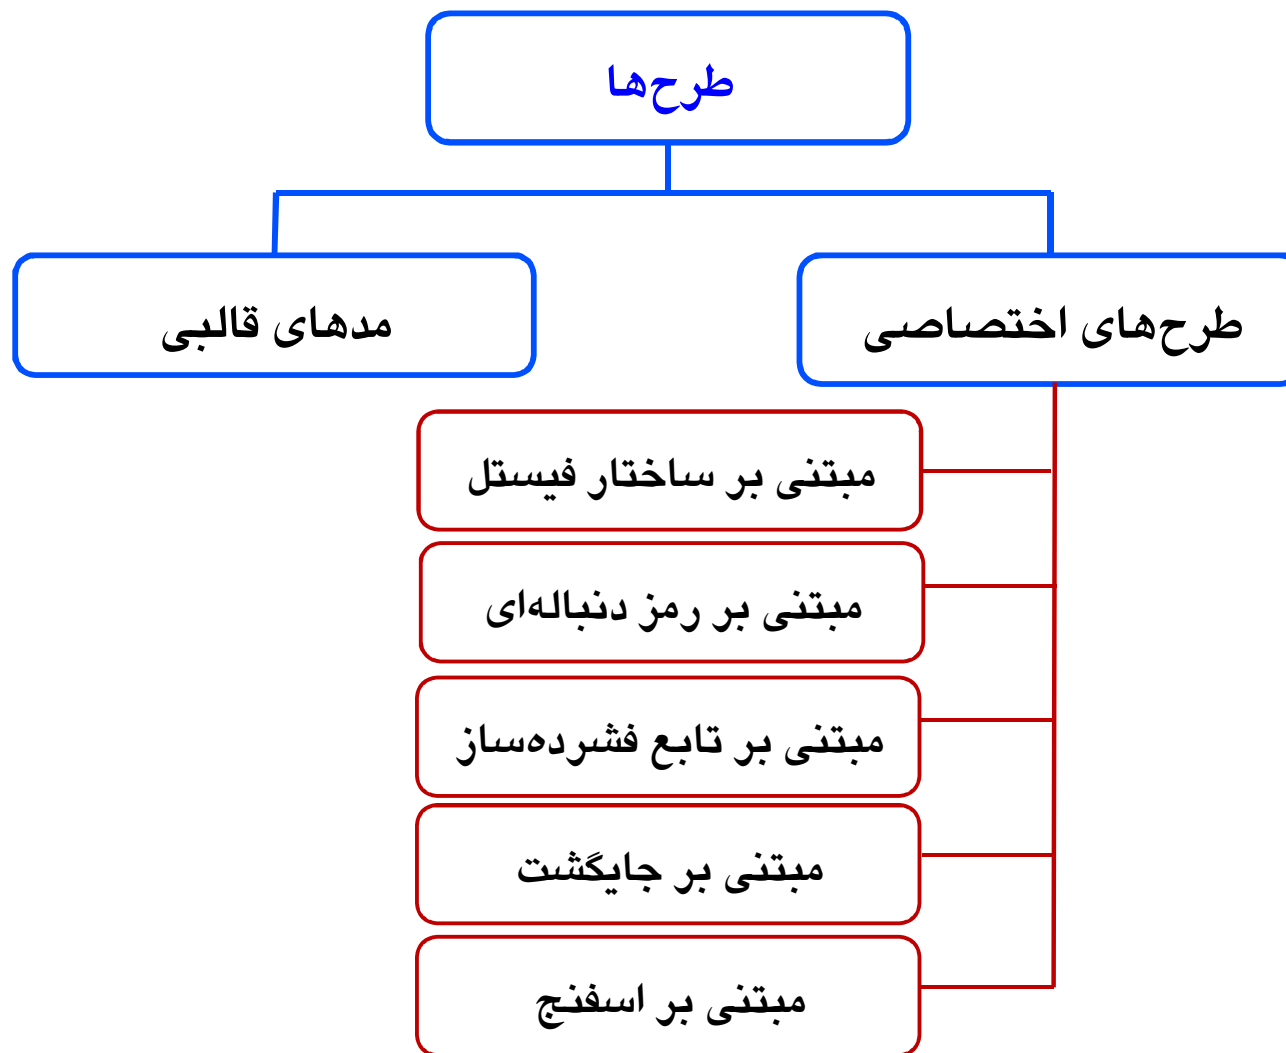 طرح‌ها
طرح‌های اختصاصی
مدهای قالبی
مبتنی بر ساختار فیستل
مبتنی بر رمز دنباله‌ای
مبتنی بر تابع فشرده‌ساز
مبتنی بر جایگشت
مبتنی بر اسفنج